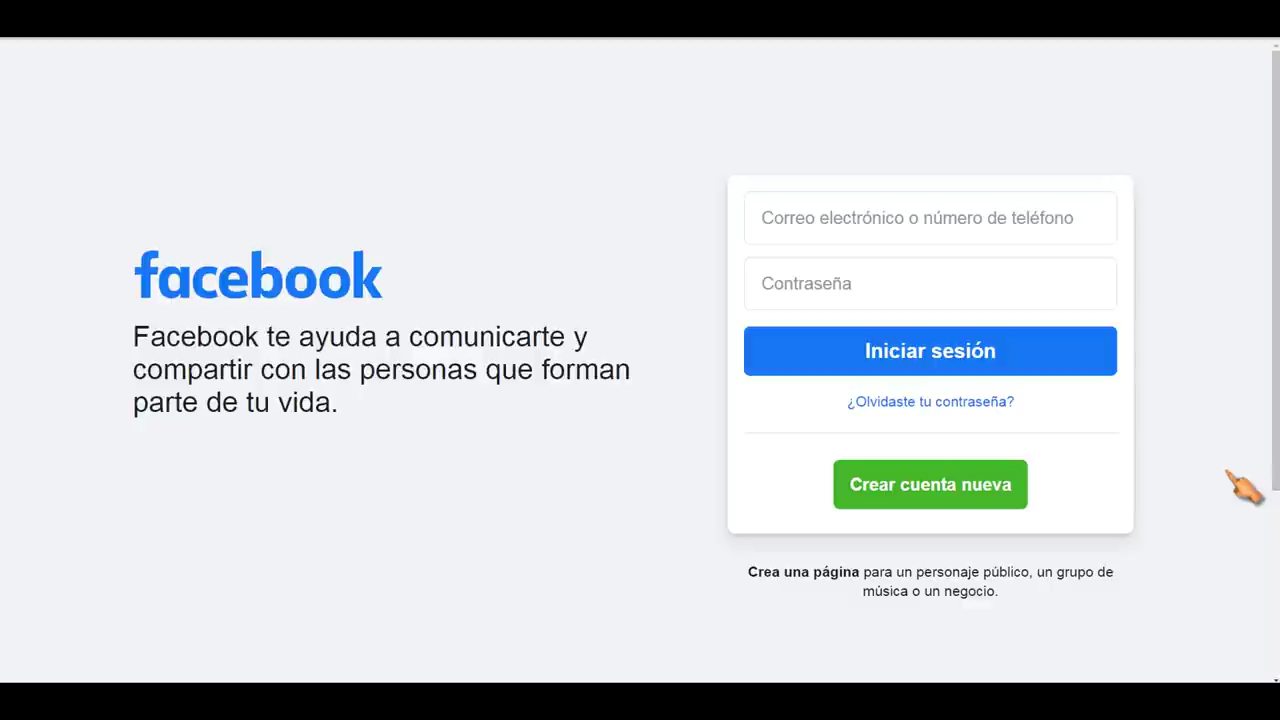 facebook
Facebook te ayuda a comunicarte y
compartir con las personas que forman
parte de tu vida.
Correo electrónico o número de teléfono
Contraseña
Iniciar sesión
¿Olvidaste tu contraseña?
Crear cuenta nueva
Crea una página para un personaje público, un grupo de
música o un negocio.